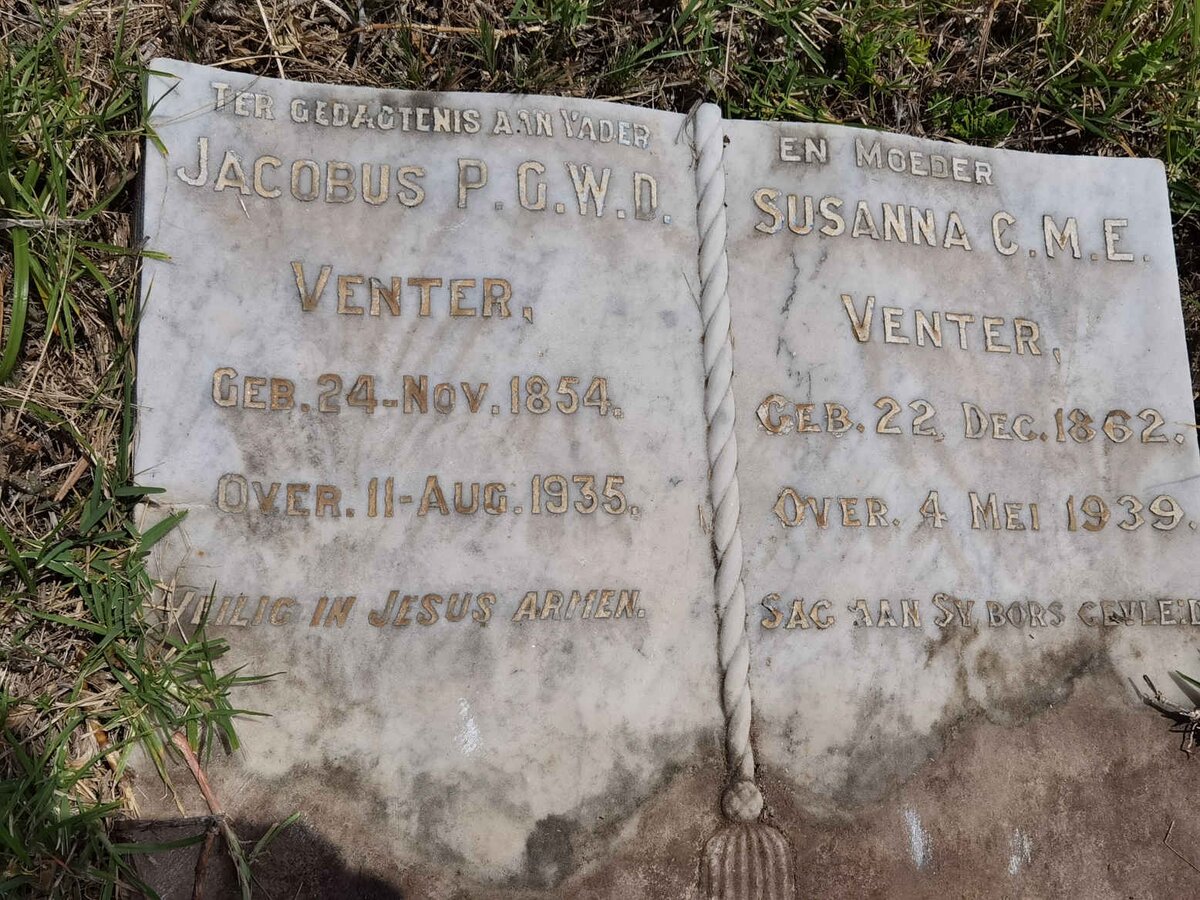 TER GEDAGTENIS AAN VADER
JACOBUS P.G.W.D.
VENTER,
GEB. 24-NOV. 1854.
OVER. 11-AUG. 1935.
VEILIG IN JESUS ARMEN.
EN MOEDER
SUSANNA C.M.E.
VENTER,
GEB. 22 DEC. 1862.
OVER. 4 MEI 1939.
SAG AAN SY BORS GEVLEID